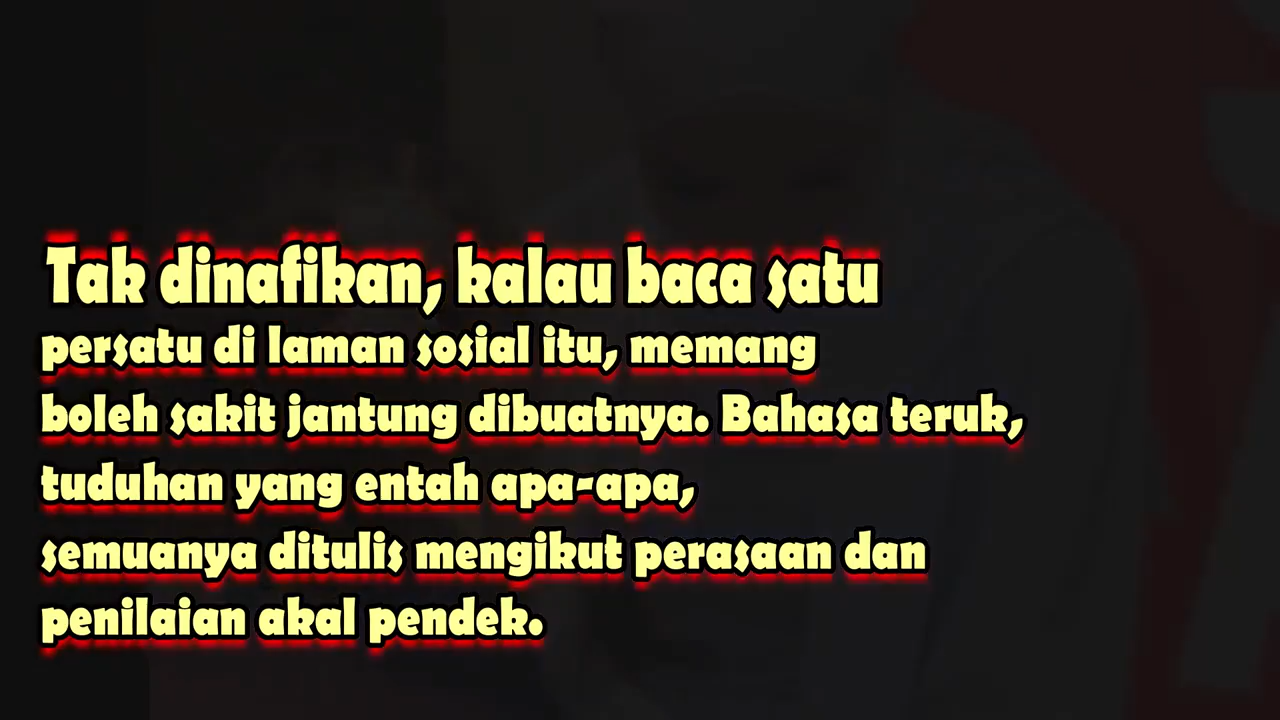 Tak dinafikan, kalau baca satu
persatu di laman sosial itu, memang
boleh sakit jantung dibuatnya. Bahasa teruk,
tuduhan yang entah apa-apa,
semuanya ditulis mengikut perasaan dan
penilaian akal pendek.